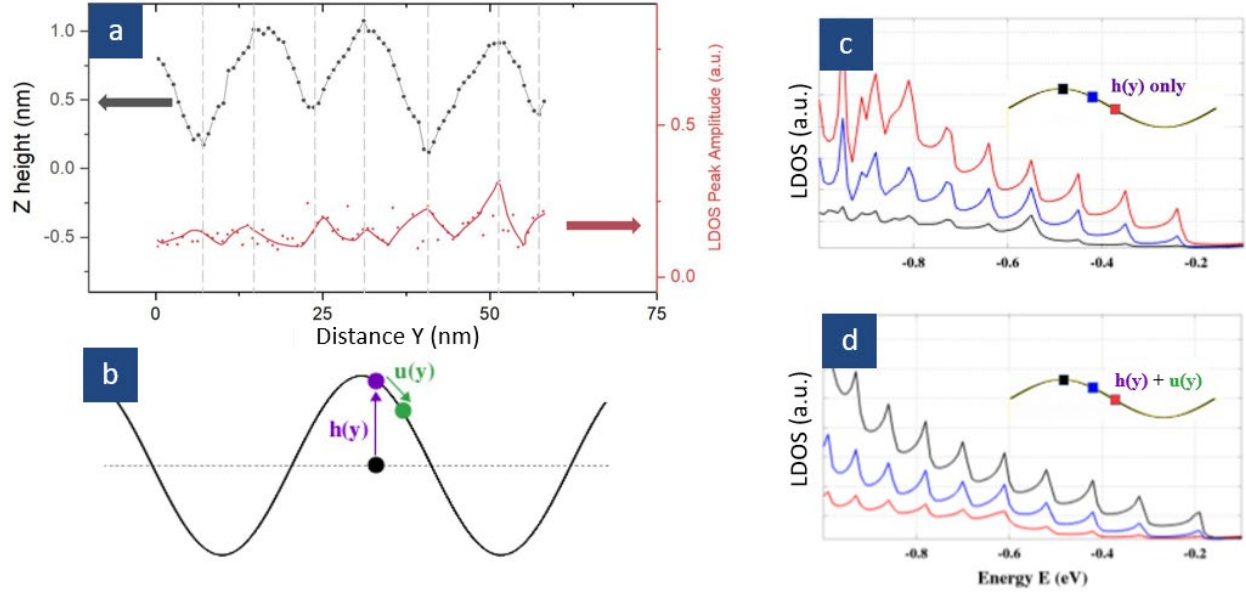 a
1.0
0.5
0.0
-0.5
Z height (nm)
0.5
0.0
LDOS Peak Amplitude (a.u.)
0
25
50
75
Distance Y (nm)
b
u(y)
h(y)
c
h(y) only
LDOS (a.u.)
-0.8
-0.6
-0.4
-0.2
d
h(y) + u(y)
LDOS (a.u.)
-0.8
-0.6
-0.4
-0.2
Energy E (eV)